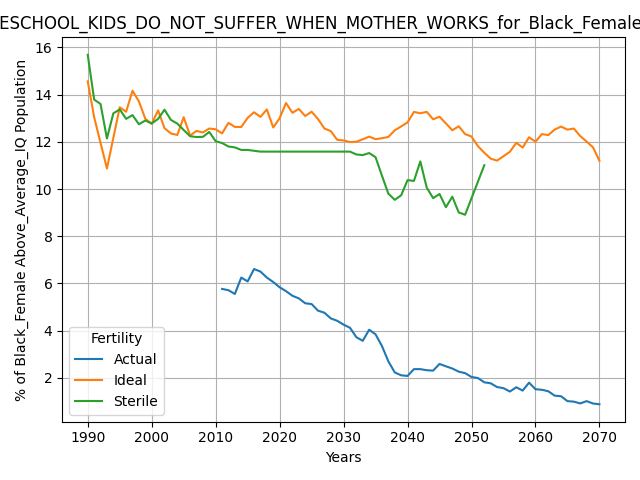 ESCHOOL_KIDS_DO_NOT_SUFFER_WHEN_MOTHER_WORKS_for_Black_Female
% of Black_Female Above_Average_IQ Population
16
14
12
10
8
6
4
2
Fertility
Actual
Ideal
Sterile
1990 2000 2010 2020 2030 2040 2050 2060 2070
Years